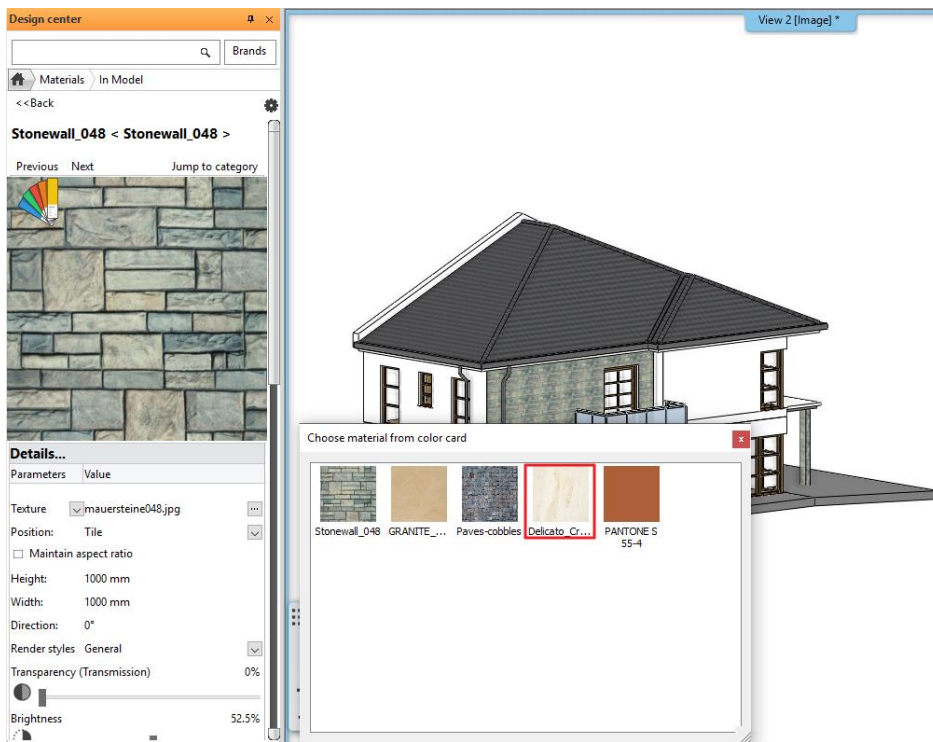 Design center
Brands
Materials In Model
<<Back
Stonewall_048 < Stonewall_048 >
Previous Next Jump to category
Details...
Parameters Value
Texture mauersteine048.jpg ...
Position: Tile
Maintain aspect ratio
Height: 1000 mm
Width: 1000 mm
Direction: 0°
Render styles General
Transparency (Transmission) 0%
Brightness 52.5%
View 2 [Image] *
Choose material from color card
x
Stonewall_048 GRANITE_... Paves-cobbles Delicato_Cr... PANTONE S
55-4